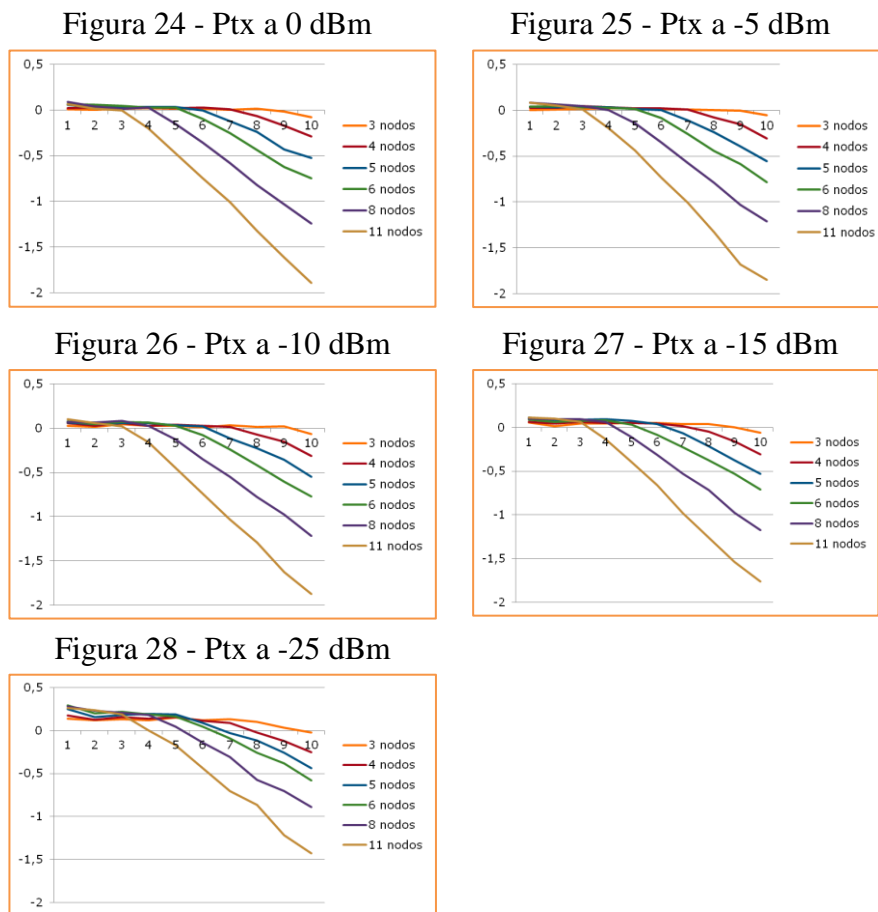 Figura 24 - Ptx a 0 dBm
0,5
0
-0,5
-1
-1,5
-2
1 2 3 4 5 6 7 8 9 10
3 nodos
4 nodos
5 nodos
6 nodos
8 nodos
11 nodos
Figura 25 - Ptx a -5 dBm
0,5
0
-0,5
-1
-1,5
-2
1 2 3 4 5 6 7 8 9 10
3 nodos
4 nodos
5 nodos
6 nodos
8 nodos
11 nodos
Figura 26 - Ptx a -10 dBm
0,5
0
-0,5
-1
-1,5
-2
1 2 3 4 5 6 7 8 9 10
3 nodos
4 nodos
5 nodos
6 nodos
8 nodos
11 nodos
Figura 27 - Ptx a -15 dBm
0,5
0
-0,5
-1
-1,5
-2
1 2 3 4 5 6 7 8 9 10
3 nodos
4 nodos
5 nodos
6 nodos
8 nodos
11 nodos
Figura 28 - Ptx a -25 dBm
0,5
0
-0,5
-1
-1,5
-2
1 2 3 4 5 6 7 8 9 10
3 nodos
4 nodos
5 nodos
6 nodos
8 nodos
11 nodos